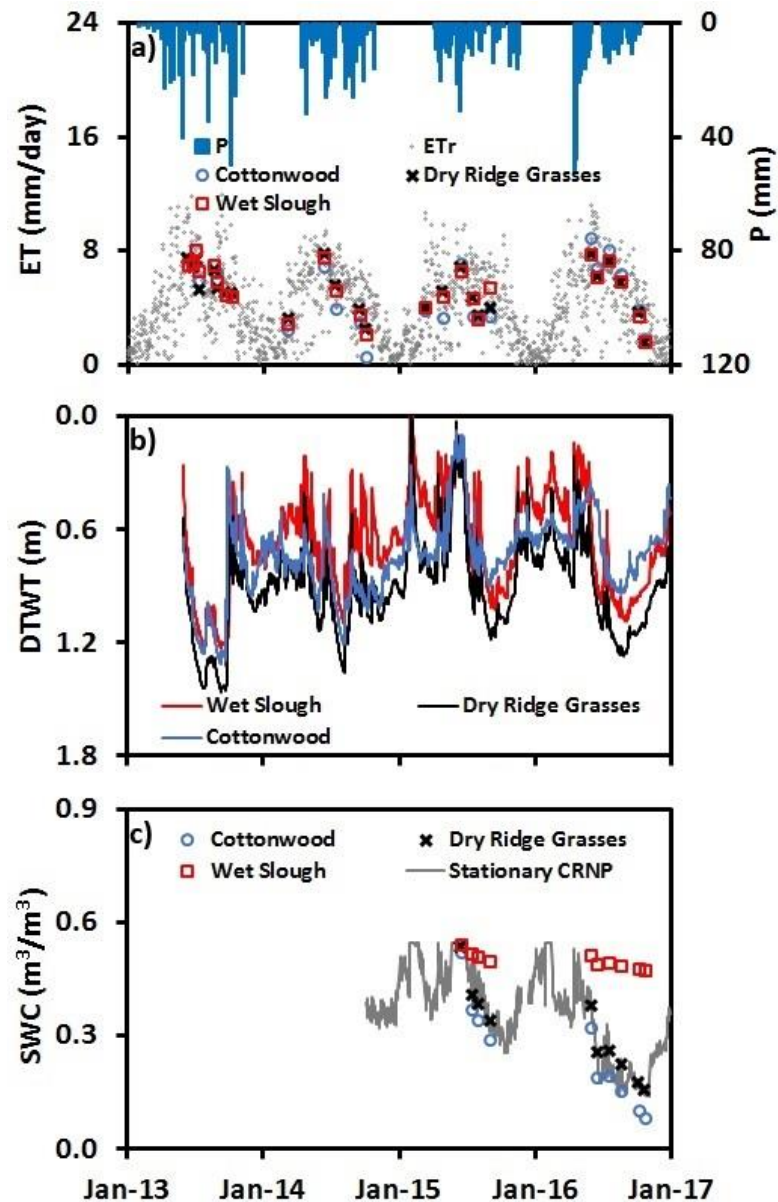 24
0
a)
16
40
P
ETr
Cottonwood
Dry Ridge Grasses
Wet Slough
8
80
0
120
ET (mm/day)
P (mm)
0.0
b)
0.6
1.2
Wet Slough
Dry Ridge Grasses
Cottonwood
1.8
DTWT (m)
0.9
c)
Cottonwood
Dry Ridge Grasses
Wet Slough
Stationary CRNP
0.6
0.3
0.0
SWC (m³/m³)
Jan-13 Jan-14 Jan-15 Jan-16 Jan-17